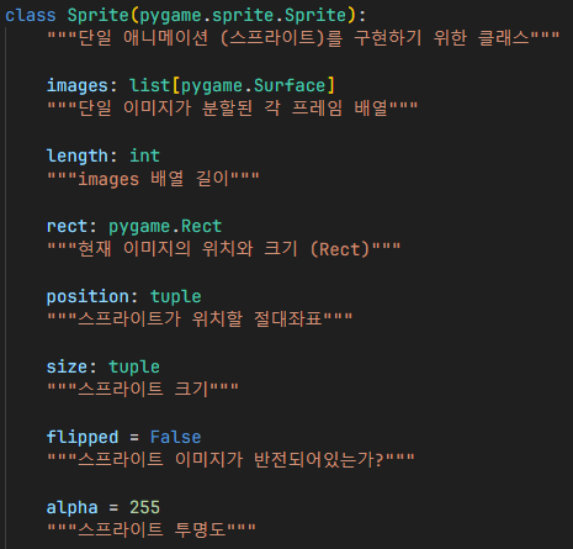 class Sprite(pygame.sprite.Sprite):
"""단일 애니메이션 (스프라이트)를 구현하기 위한 클래스"""
images: list[pygame.Surface]
"""단일 이미지가 분할된 각 프레임 배열"""
length: int
"""images 배열 길이"""
rect: pygame.Rect
"""현재 이미지의 위치와 크기 (Rect)"""
position: tuple
"""스프라이트가 위치할 절대좌표"""
size: tuple
"""스프라이트 크기"""
flipped = False
"""스프라이트 이미지가 반전되어있는가?"""
alpha = 255
"""스프라이트 투명도"""